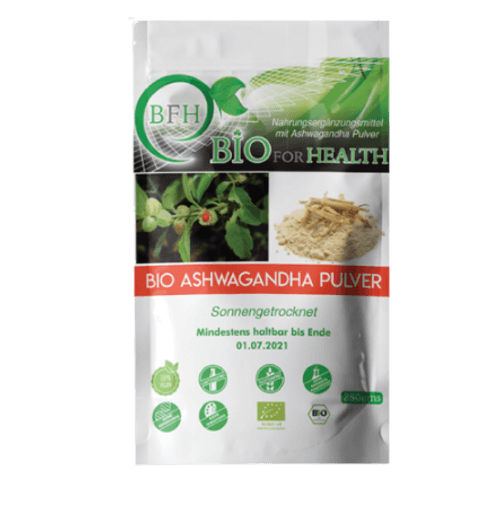 BFH
Nahrungsergänzungsmittel
mit Ashwagandha Pulver
BIO FOR HEALTH
BIO ASHWAGANDHA PULVER
Sonnengetrocknet
Mindestens haltbar bis Ende
01.07.2021
BIO